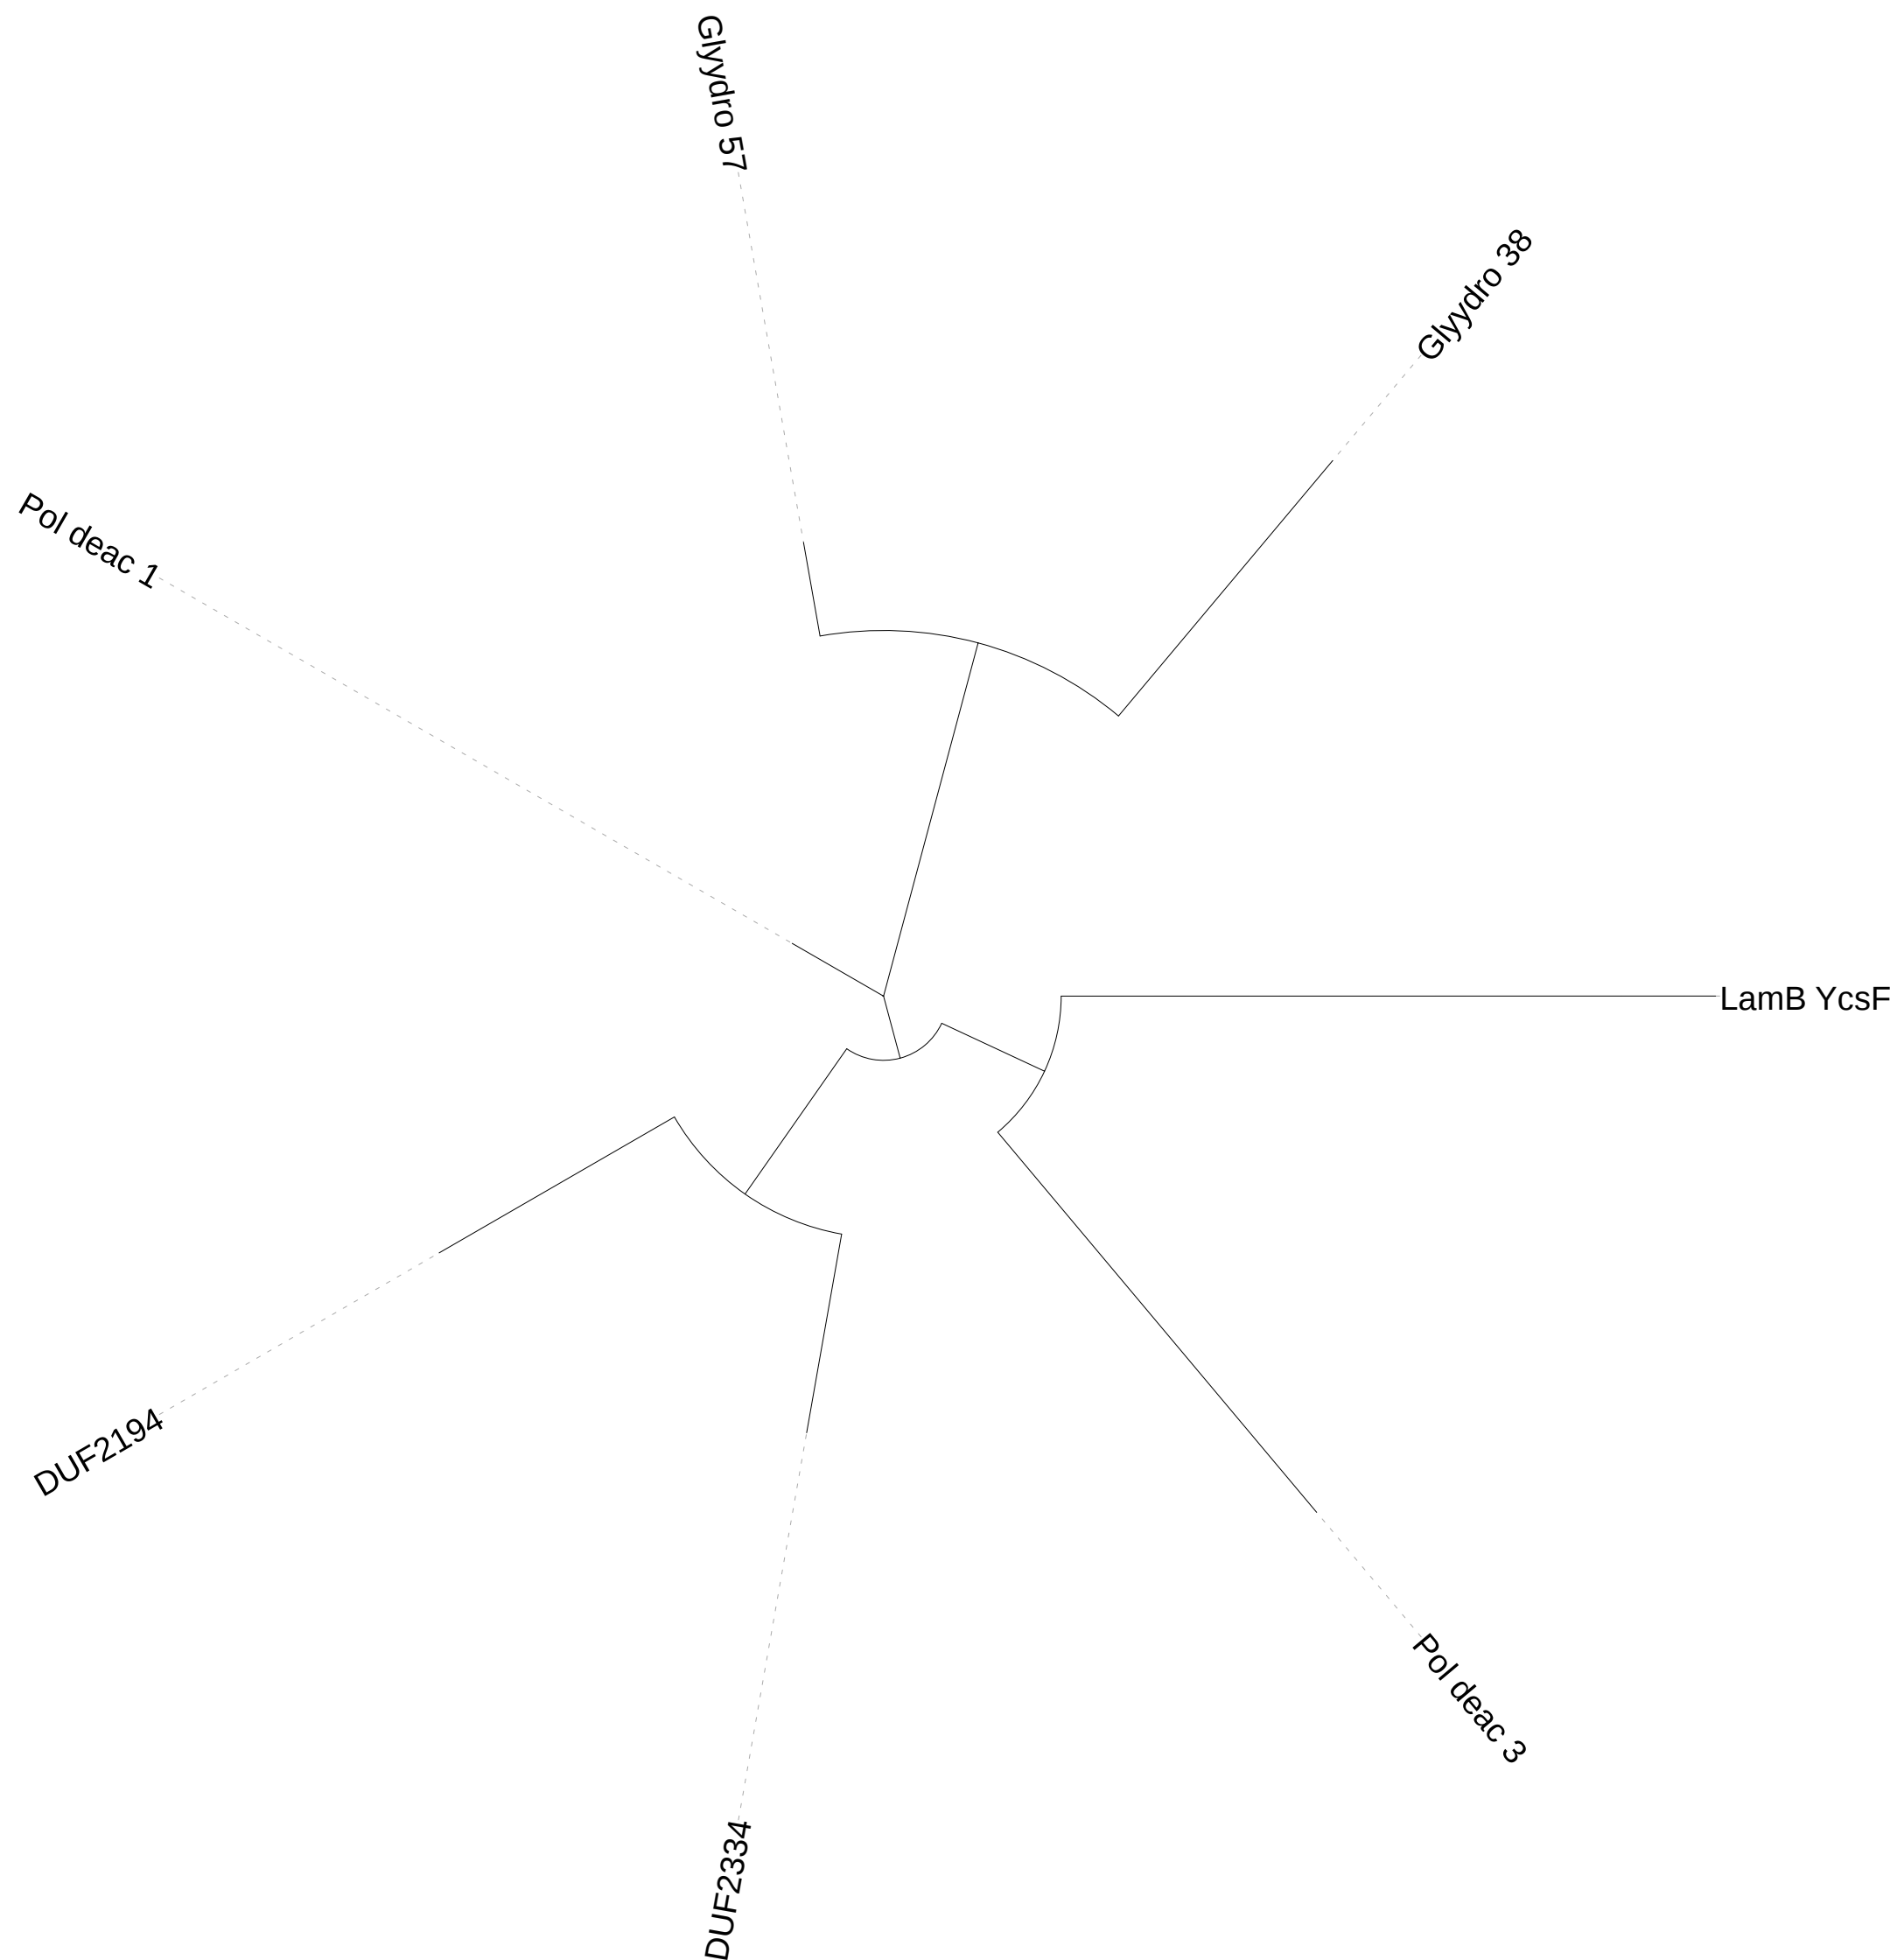 Glyydro 57
Glyydro 38
Pol deac 1
LamB YcsF
DUF2194
Pol deac 3
DUF2334